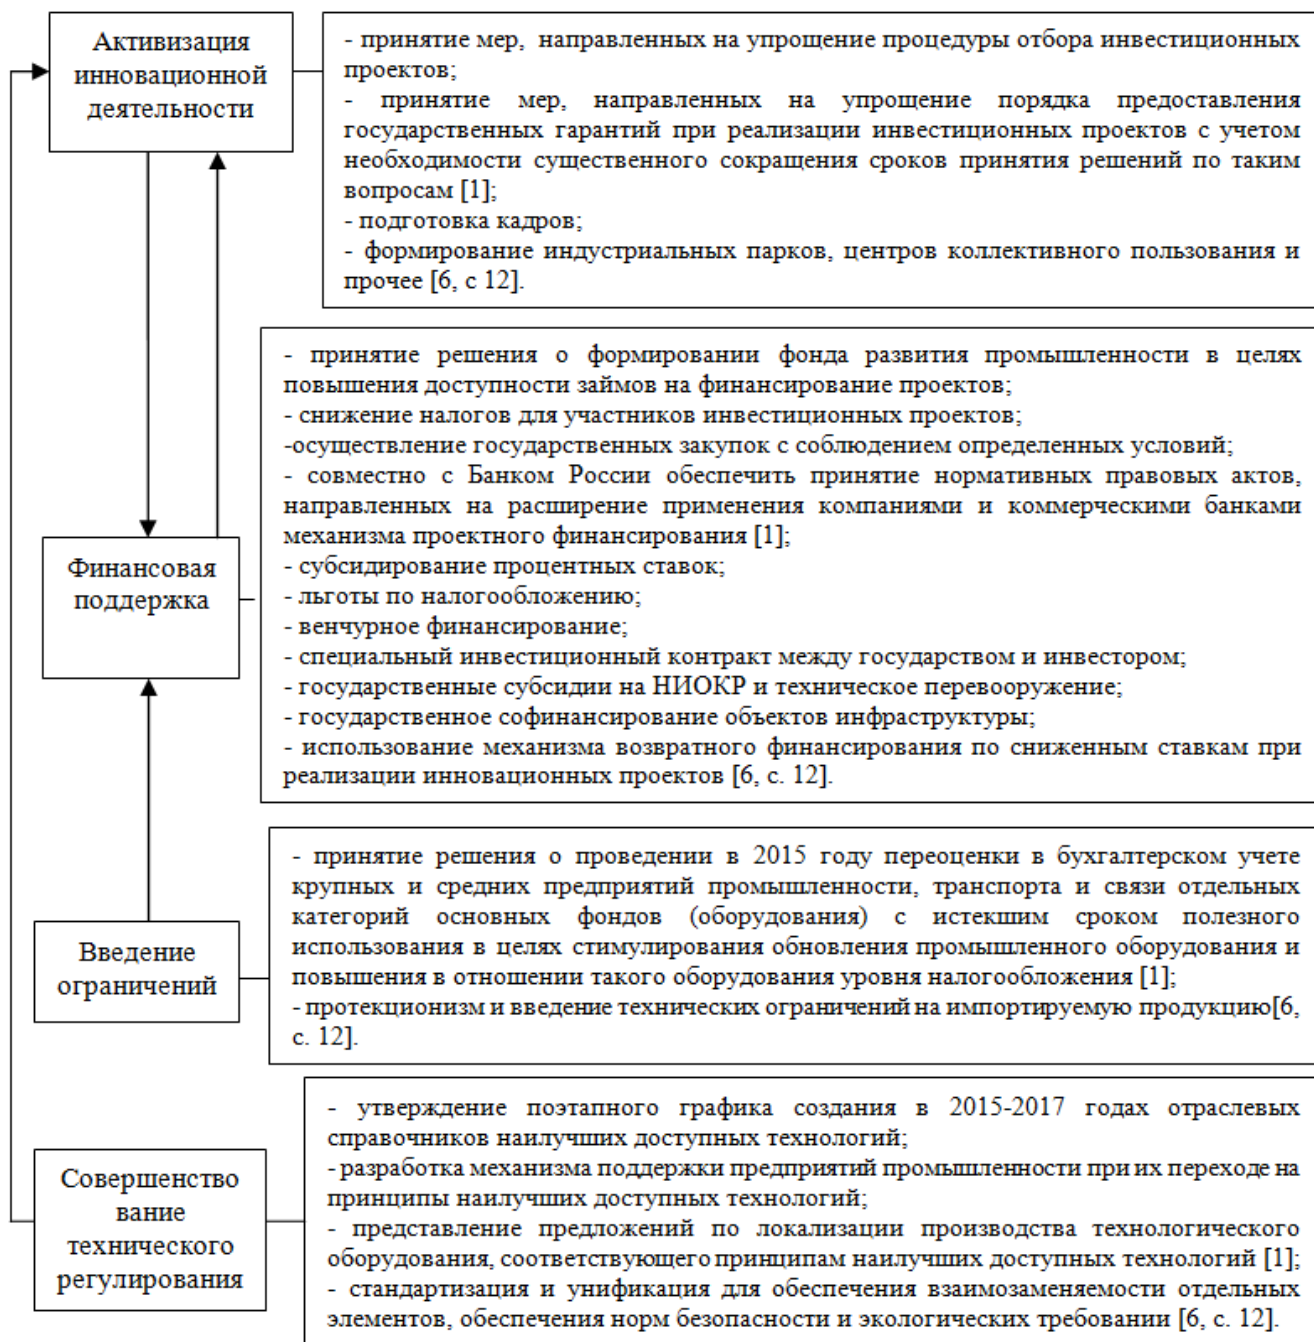 Активизация
инновационной
деятельности
- принятие мер, направленных на упрощение процедуры отбора инвестиционных
проектов;
- принятие мер, направленных на упрощение порядка предоставления
государственных гарантий при реализации инвестиционных проектов с учетом
необходимости существенного сокращения сроков принятия решений по таким
вопросам [1];
- подготовка кадров;
- формирование индустриальных парков, центров коллективного пользования и
прочее [6, с 12].
Финансовая
поддержка
- принятие решения о формировании фонда развития промышленности в целях
повышения доступности займов на финансирование проектов;
- снижение налогов для участников инвестиционных проектов;
-осуществление государственных закупок с соблюдением определенных условий;
- совместно с Банком России обеспечить принятие нормативных правовых актов,
направленных на расширение применения компаниями и коммерческими банками
механизма проектного финансирования [1];
- субсидирование процентных ставок;
- льготы по налогообложению;
- венчурное финансирование;
- специальный инвестиционный контракт между государством и инвестором;
- государственные субсидии на НИОКР и техническое перевооружение;
- государственное софинансирование объектов инфраструктуры;
- использование механизма возвратного финансирования по сниженным ставкам при
реализации инновационных проектов [6, с. 12].
Введение
ограничений
- принятие решения о проведении в 2015 году переоценки в бухгалтерском учете
крупных и средних предприятий промышленности, транспорта и связи отдельных
категорий основных фондов (оборудования) с истекшим сроком полезного
использования в целях стимулирования обновления промышленного оборудования и
повышения в отношении такого оборудования уровня налогообложения [1];
- протекционизм и введение технических ограничений на импортируемую продукцию[6,
с. 12].
Совершенство
вание
технического
регулирования
- утверждение поэтапного графика создания в 2015-2017 годах отраслевых
справочников наилучших доступных технологий;
- разработка механизма поддержки предприятий промышленности при их переходе на
принципы наилучших доступных технологий;
- представление предложений по локализации производства технологического
оборудования, соответствующего принципам наилучших доступных технологий [1];
- стандартизация и унификация для обеспечения взаимозаменяемости отдельных
элементов, обеспечения норм безопасности и экологических требовании [6, с. 12].